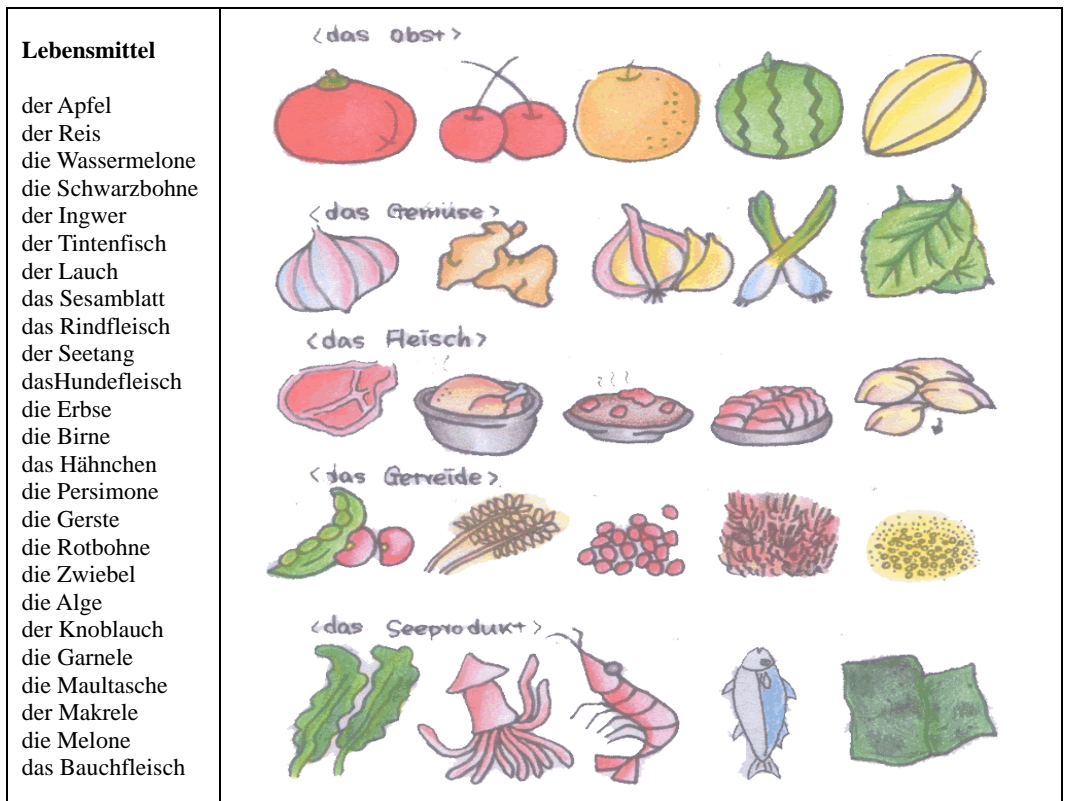 Lebensmittel
der Apfel
der Reis
die Wassermelone
die Schwarzbohne
der Ingwer
der Tintenfisch
der Lauch
das Sesamblatt
das Rindfleisch
der Seetang
dasHundefleisch
die Erbse
die Birne
das Hähnchen
die Persimone
die Gerste
die Rotbohne
die Zwiebel
die Alge
der Knoblauch
die Garnele
die Maultasche
der Makrele
die Melone
das Bauchfleisch
<das Obst>
<das Gemüse>
<das Fleisch>
<das Getreide>
<das Seeprodukt>